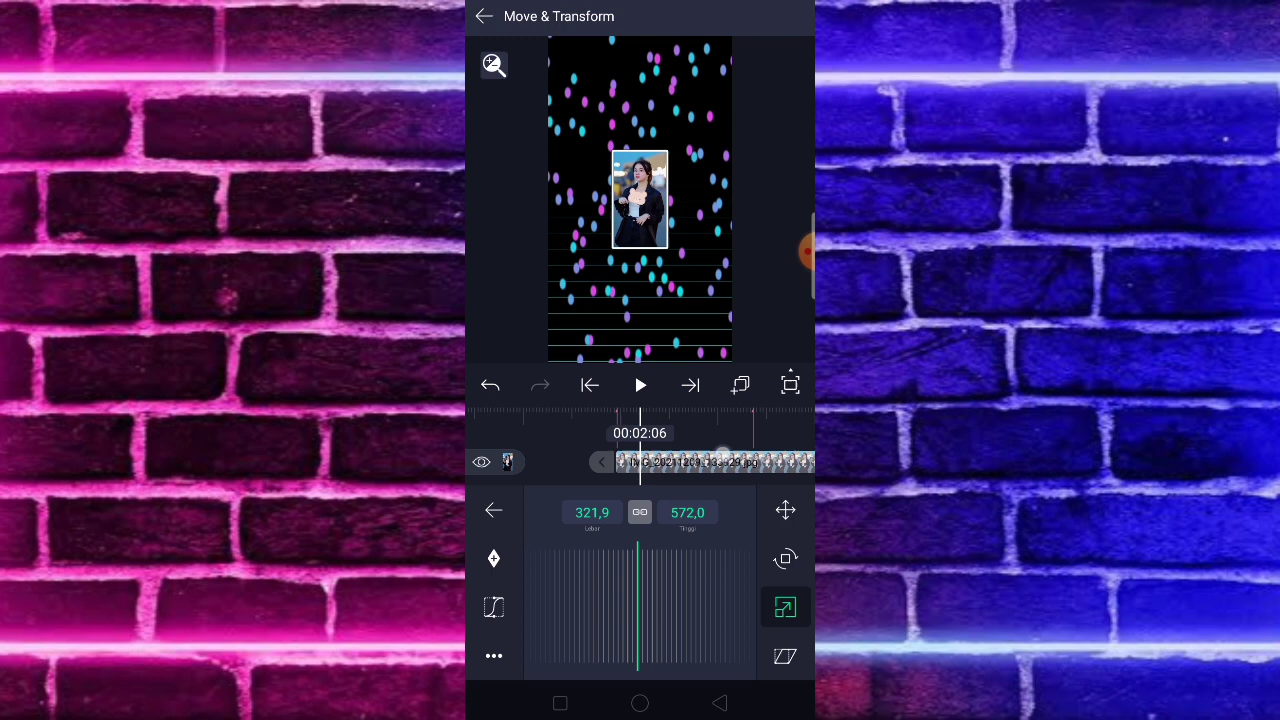 Move & Transform
00:02:06
321,9
572,0
Lebar
Tinggi